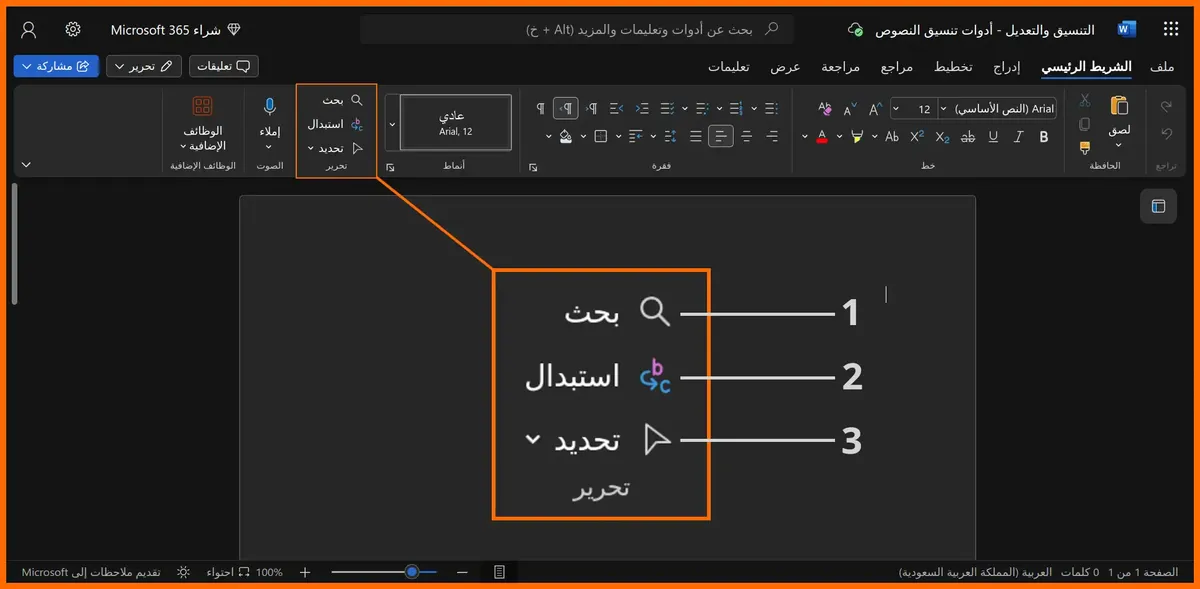 التنسيق والتعديل - أدوات تنسيق النصوص
بحث عن أدوات وتعليمات والمزيد (Alt + خ)
شراء Microsoft 365
ملف
الشريط الرئيسي
إدراج
تخطيط
مراجع
مراجعة
عرض
تعليمات
تعليقات
تحرير
مشاركة
تراجع
لصق
الحافظة
Arial (النص الأساسي)
12
خط
فقرة
عادي
Arial, 12
أنماط
بحث
استبدال
تحديد
تحرير
إملاء
الصوت
الوظائف
الإضافية
الوظائف الإضافية
بحث 1
استبدال 2
تحديد 3
تحرير
الصفحة 1 من 1
0 كلمات
العربية (المملكة العربية السعودية)
100%
احتواء
تقديم ملاحظات إلى Microsoft